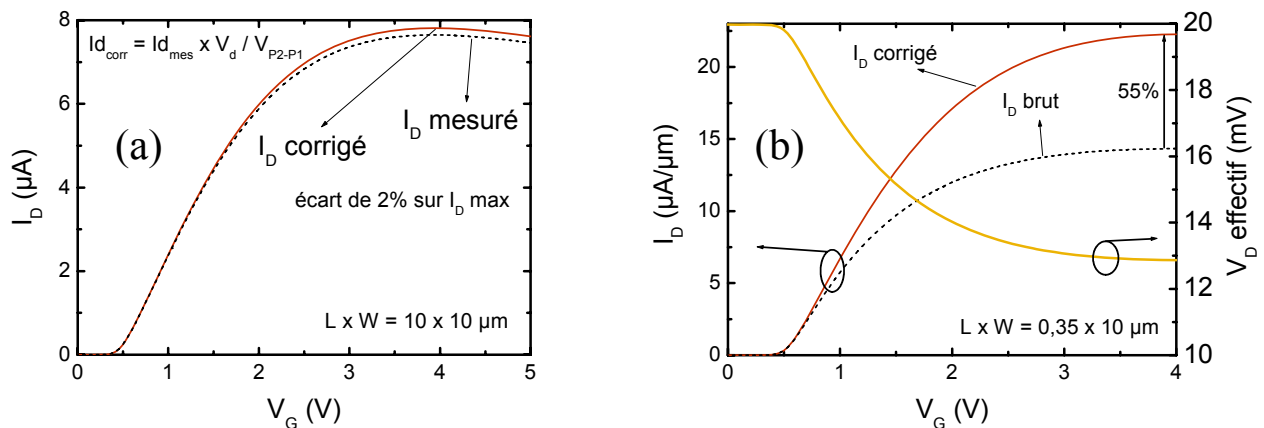 8
Id_corr = Id_mes x V_d / V_P2-P1
6
I_D mesuré
(a)
I_D corrigé
4
écart de 2% sur I_D max
2
L x W = 10 x 10 µm
0
0 1 2 3 4 5
I_D (µA)
V_G (V)
20
I_D corrigé
20
I_D brut
55%
18
15
(b)
16
10
14
5
12
L x W = 0,35 x 10 µm
0
10
0 1 2 3 4
I_D (µA/µm)
V_D effectif (mV)
V_G (V)